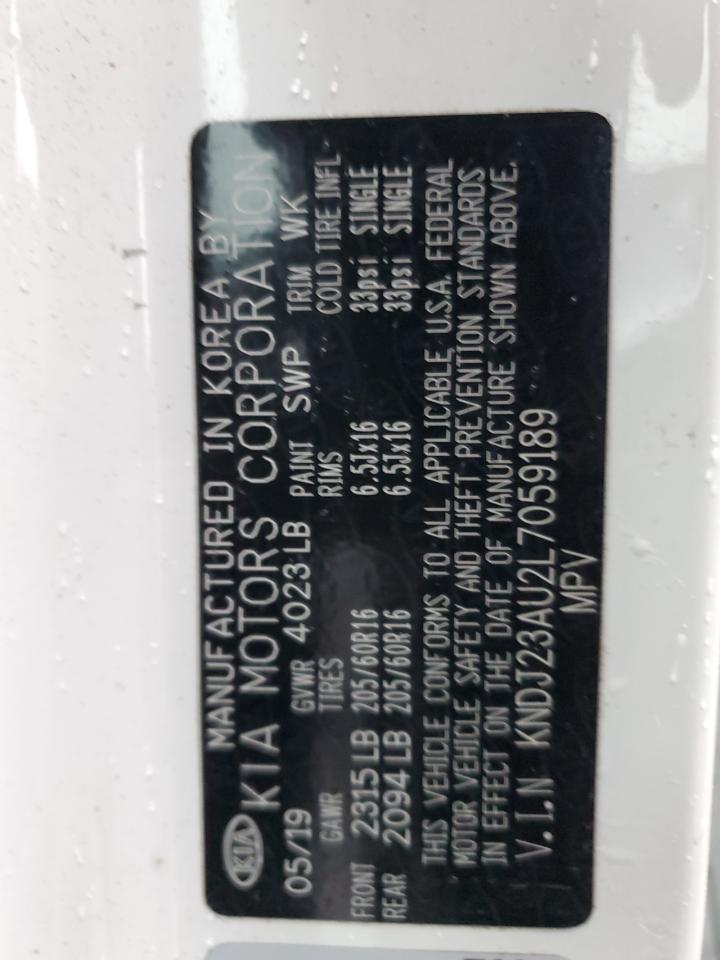 KIA
MANUFACTURED IN KOREA BY
KIA MOTORS CORPORATION
05/19 GVWR 4023 LB PAINT SWP TRIM WK
GAWR TIRES RIMS COLD TIRE INFL.
FRONT 2315 LB 205/60R16 6.5Jx16 33psi SINGLE
REAR 2094 LB 205/60R16 6.5Jx16 33psi SINGLE
THIS VEHICLE CONFORMS TO ALL APPLICABLE U.S.A. FEDERAL
MOTOR VEHICLE SAFETY AND THEFT PREVENTION STANDARDS
IN EFFECT ON THE DATE OF MANUFACTURE SHOWN ABOVE.
V.I.N KNDJ23AU2L7059189
MPV